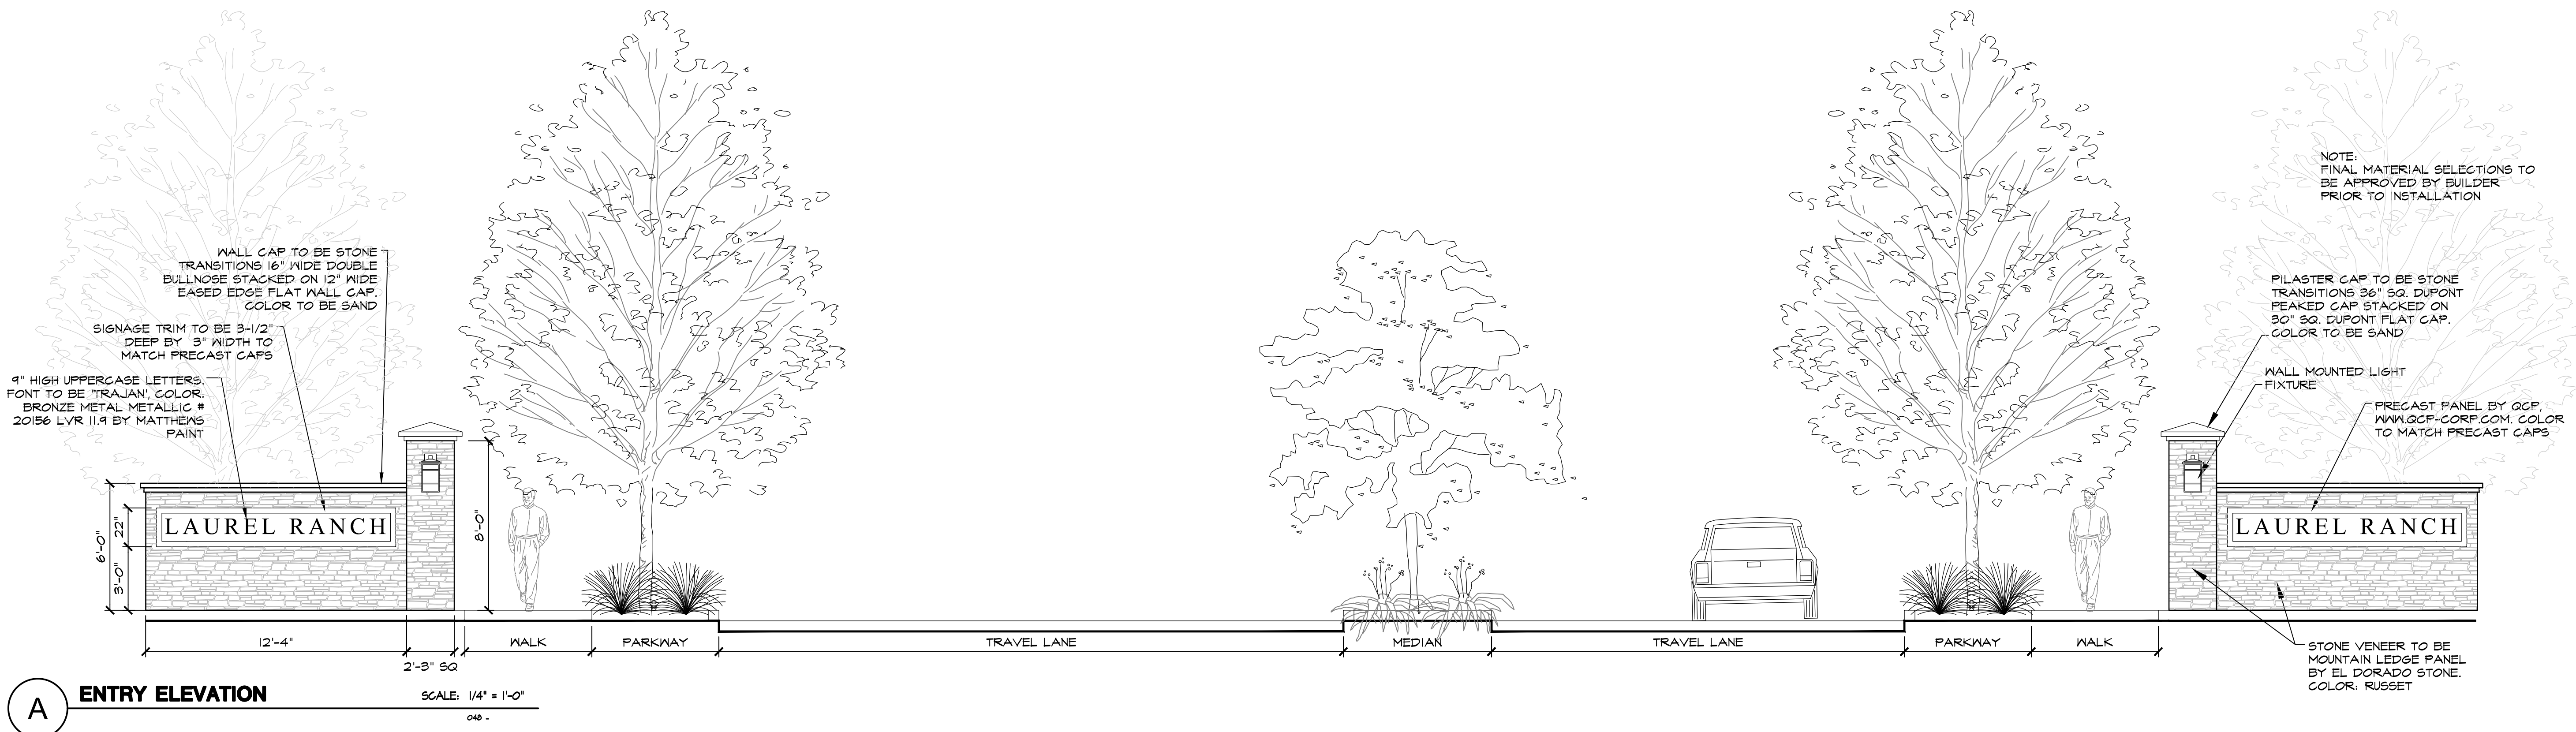 NOTE:
FINAL MATERIAL SELECTIONS TO
BE APPROVED BY BUILDER
PRIOR TO INSTALLATION
WALL CAP TO BE STONE
TRANSITIONS 16" WIDE DOUBLE
BULLNOSE STACKED ON 12" WIDE
EASED EDGE FLAT WALL CAP.
COLOR TO BE SAND
SIGNAGE TRIM TO BE 3-1/2"
DEEP BY 3" WIDTH TO
MATCH PRECAST CAPS
9" HIGH UPPERCASE LETTERS.
FONT TO BE 'TRAJAN', COLOR:
BRONZE METAL METALLIC #
20156 LVR 11.9 BY MATTHEWS
PAINT
PILASTER CAP TO BE STONE
TRANSITIONS 36" SQ. DUPONT
PEAKED CAP STACKED ON
30" SQ. DUPONT FLAT CAP.
COLOR TO BE SAND
WALL MOUNTED LIGHT
FIXTURE
PRECAST PANEL BY QCP,
WWW.QCP-CORP.COM. COLOR
TO MATCH PRECAST CAPS
6'-0"
22"
3'-0"
LAUREL RANCH
8'-0"
LAUREL RANCH
12'-4"
2'-3" SQ
WALK
PARKWAY
TRAVEL LANE
MEDIAN
TRAVEL LANE
PARKWAY
WALK
STONE VENEER TO BE
MOUNTAIN LEDGE PANEL
BY EL DORADO STONE.
COLOR: RUSSET
A
ENTRY ELEVATION
SCALE: 1/4" = 1'-0"
048 -